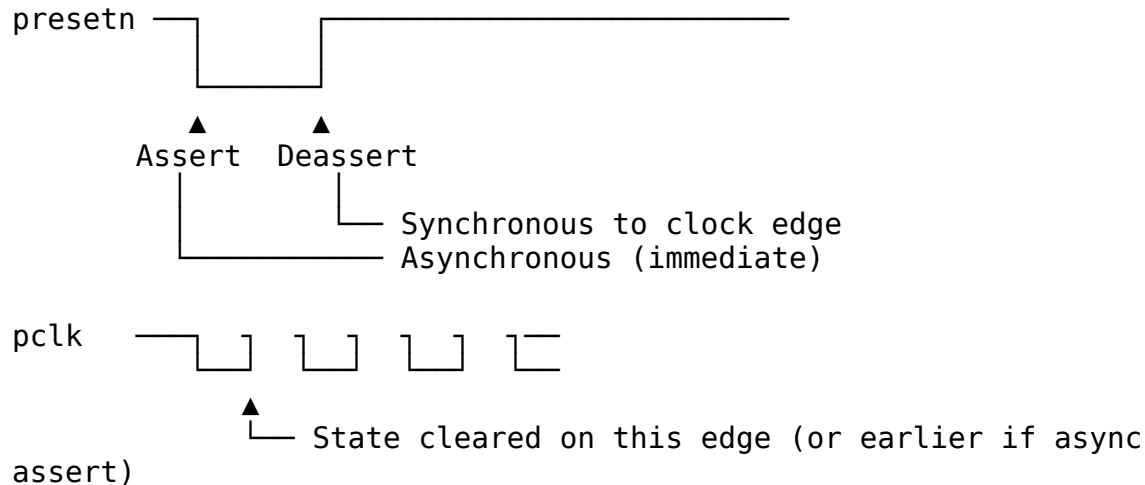 presetn
Assert Deassert
Synchronous to clock edge
Asynchronous (immediate)
pclk
State cleared on this edge (or earlier if async
assert)